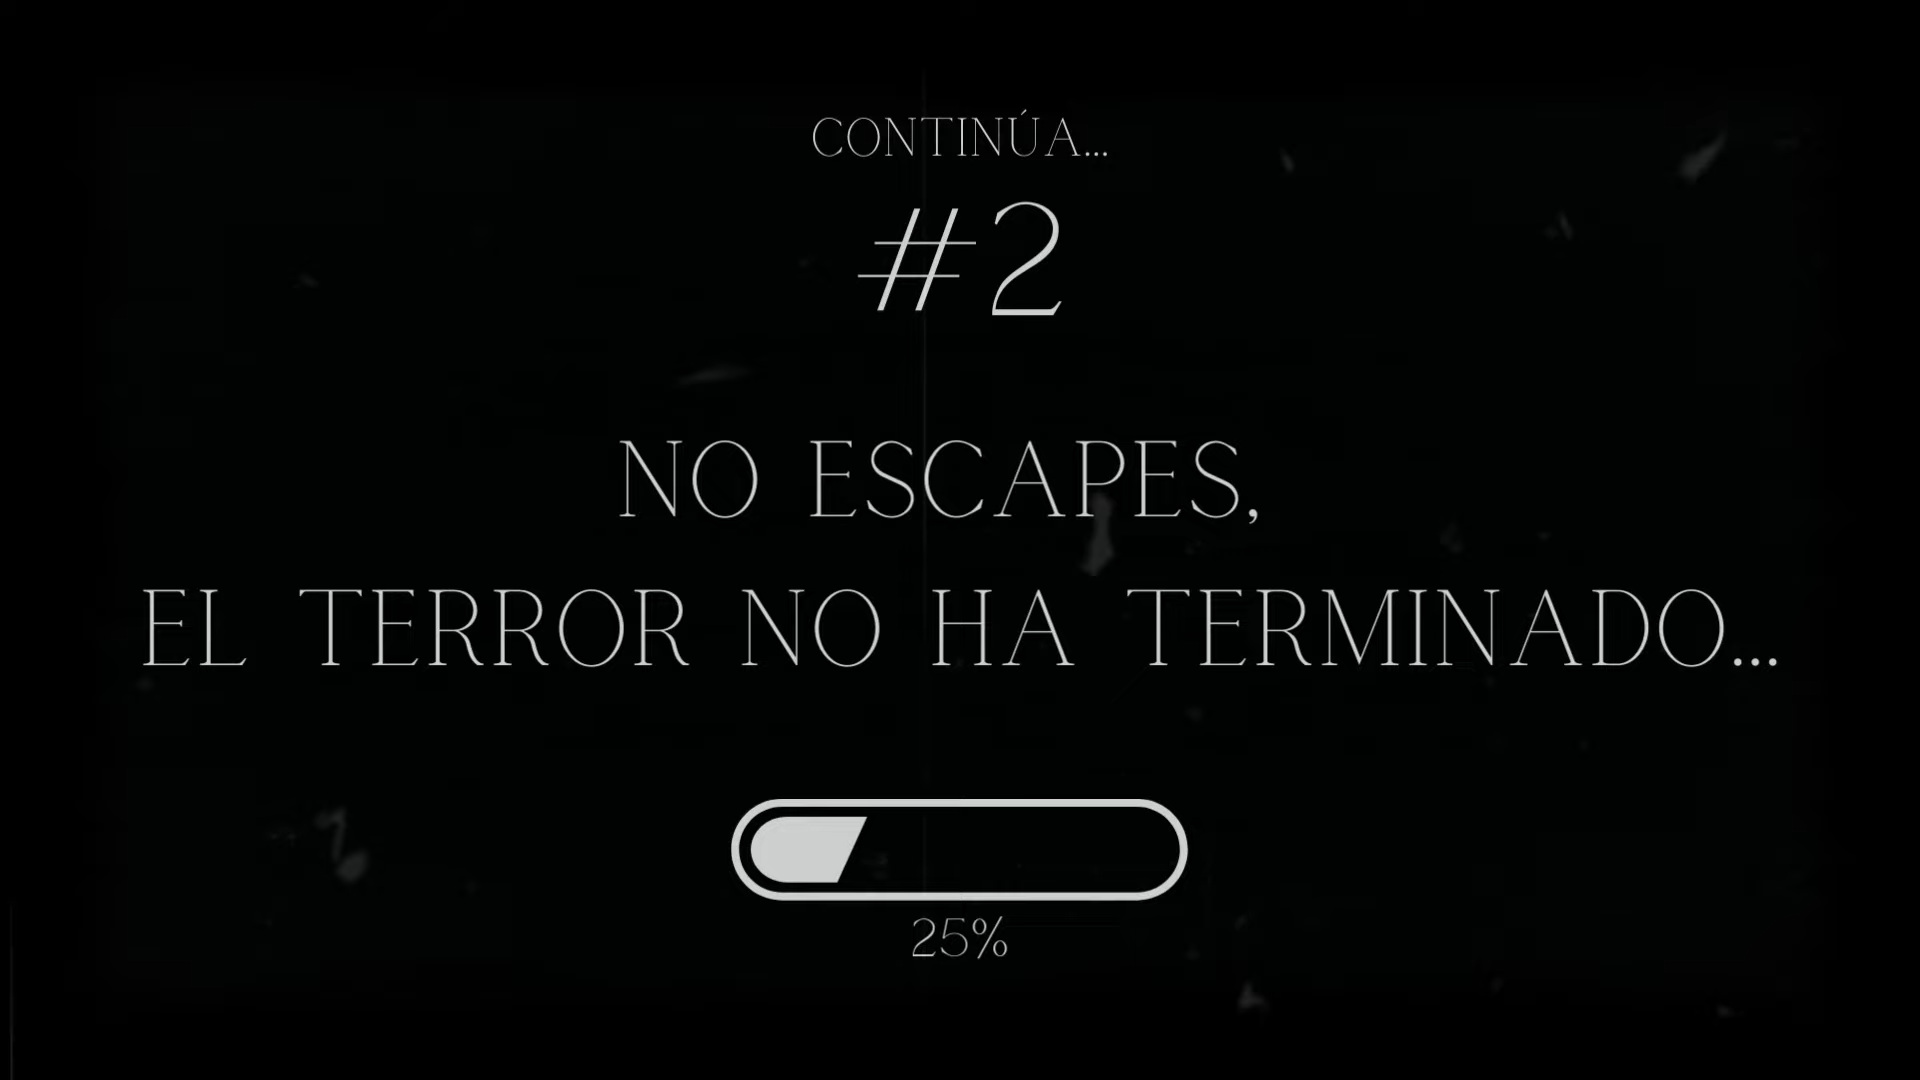 CONTINÚA...
#2
NO ESCAPES,
EL TERROR NO HA TERMINADO...
25%